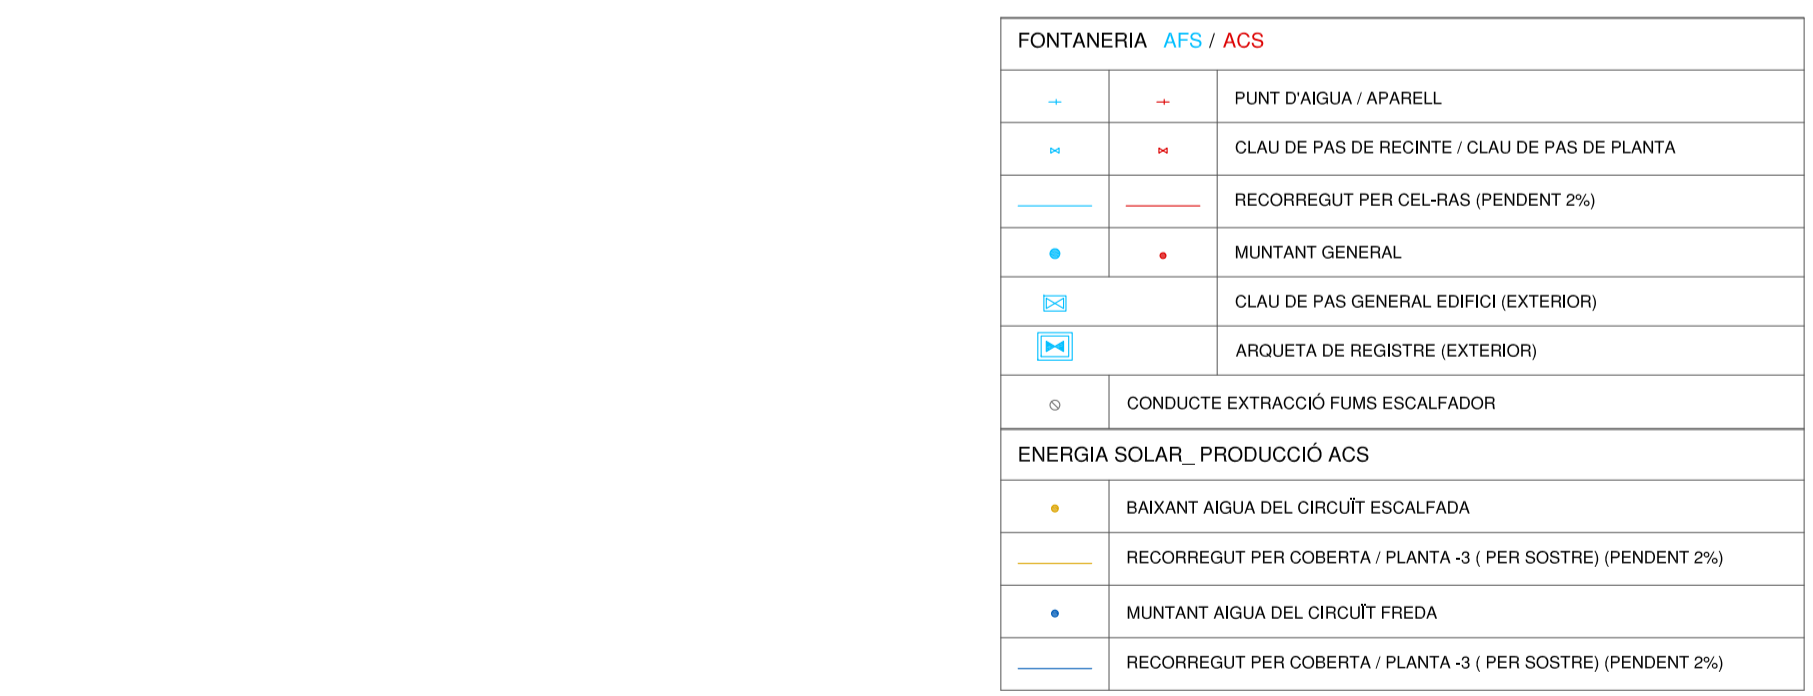 FONTANERIA AFS / ACS
PUNT D'AIGUA / APARELL
CLAU DE PAS DE RECINTE / CLAU DE PAS DE PLANTA
RECORREGUT PER CEL-RAS (PENDENT 2%)
MUNTANT GENERAL
CLAU DE PAS GENERAL EDIFICI (EXTERIOR)
ARQUETA DE REGISTRE (EXTERIOR)
CONDUCTE EXTRACCIÓ FUMS ESCALFADOR
ENERGIA SOLAR_ PRODUCCIÓ ACS
BAIXANT AIGUA DEL CIRCUÏT ESCALFADA
RECORREGUT PER COBERTA / PLANTA -3 ( PER SOSTRE) (PENDENT 2%)
MUNTANT AIGUA DEL CIRCUÏT FREDA
RECORREGUT PER COBERTA / PLANTA -3 ( PER SOSTRE) (PENDENT 2%)